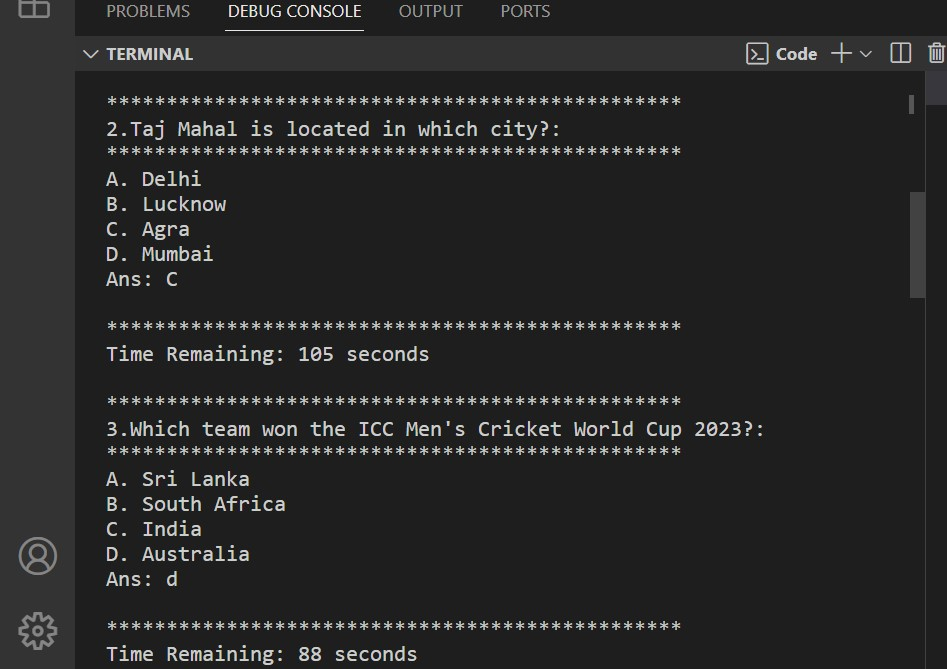 PROBLEMS DEBUG CONSOLE OUTPUT PORTS
TERMINAL Code
************************************************
2.Taj Mahal is located in which city?:
************************************************
A. Delhi
B. Lucknow
C. Agra
D. Mumbai
Ans: C
************************************************
Time Remaining: 105 seconds
************************************************
3.Which team won the ICC Men's Cricket World Cup 2023?:
************************************************
A. Sri Lanka
B. South Africa
C. India
D. Australia
Ans: d
************************************************
Time Remaining: 88 seconds